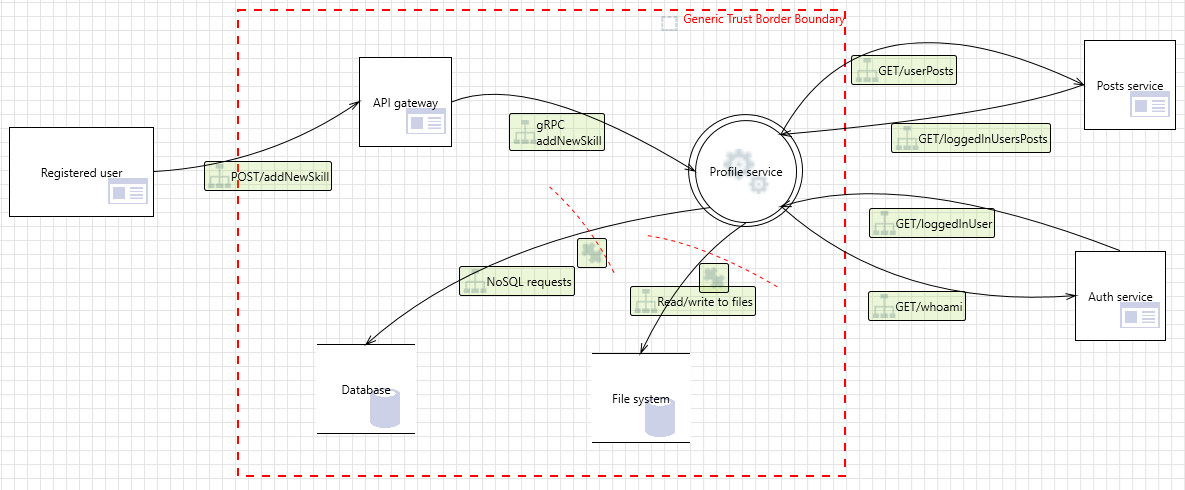 Generic Trust Border Boundary
GET/userPosts
Posts service
API gateway
gRPC
addNewSkill
GET/loggedInUsersPosts
Registered user
POST/addNewSkill
Profile service
GET/loggedInUser
NoSQL requests
Read/write to files
GET/whoami
Auth service
Database
File system